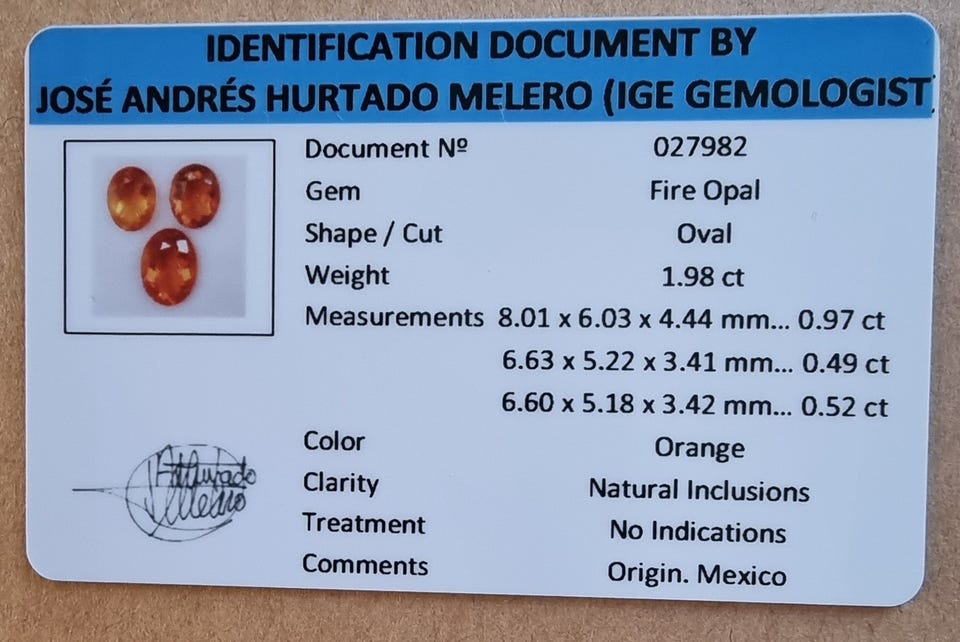 IDENTIFICATION DOCUMENT BY
JOSÉ ANDRÉS HURTADO MELERO (IGE GEMOLOGIST)
Document Nº 027982
Gem Fire Opal
Shape / Cut Oval
Weight 1.98 ct
Measurements 8.01 x 6.03 x 4.44 mm... 0.97 ct
6.63 x 5.22 x 3.41 mm... 0.49 ct
6.60 x 5.18 x 3.42 mm... 0.52 ct
Color Orange
Clarity Natural Inclusions
Treatment No Indications
Comments Origin. Mexico